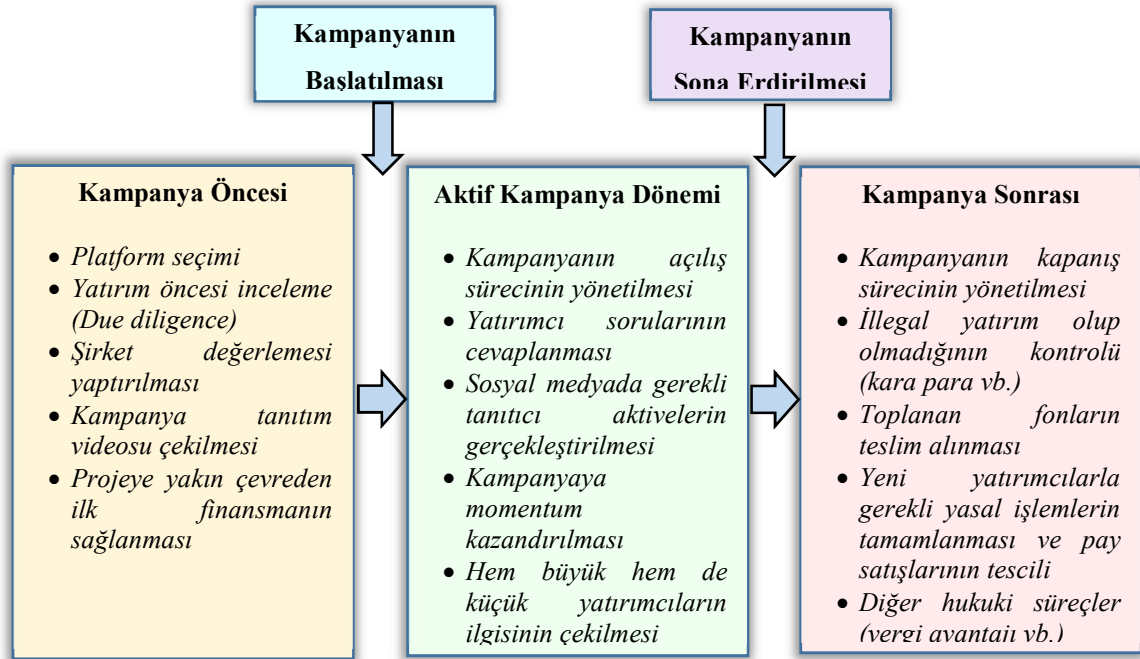 Kampanyanın
Başlatılması
Kampanyanın
Sona Erdirilmesi
Kampanya Öncesi
• Platform seçimi
• Yatırım öncesi inceleme
(Due diligence)
• Şirket değerlemesi
yaptırılması
• Kampanya tanıtım
videosu çekilmesi
• Projeye yakın çevreden
ilk finansmanın
sağlanması
Aktif Kampanya Dönemi
• Kampanyanın açılış
sürecinin yönetilmesi
• Yatırımcı sorularının
cevaplanması
• Sosyal medyada gerekli
tanıtıcı aktivelerin
gerçekleştirilmesi
• Kampanyaya
momentum
kazandırılması
• Hem büyük hem de
küçük yatırımcıların
ilgisinin çekilmesi
Kampanya Sonrası
• Kampanyanın kapanış
sürecinin yönetilmesi
• İllegal yatırım olup
olmadığının kontrolü
(kara para vb.)
• Toplanan fonların
teslim alınması
• Yeni yatırımcılarla
gerekli yasal işlemlerin
tamamlanması ve pay
satışlarının tescili
• Diğer hukuki süreçler
(vergi avantajı vb.)